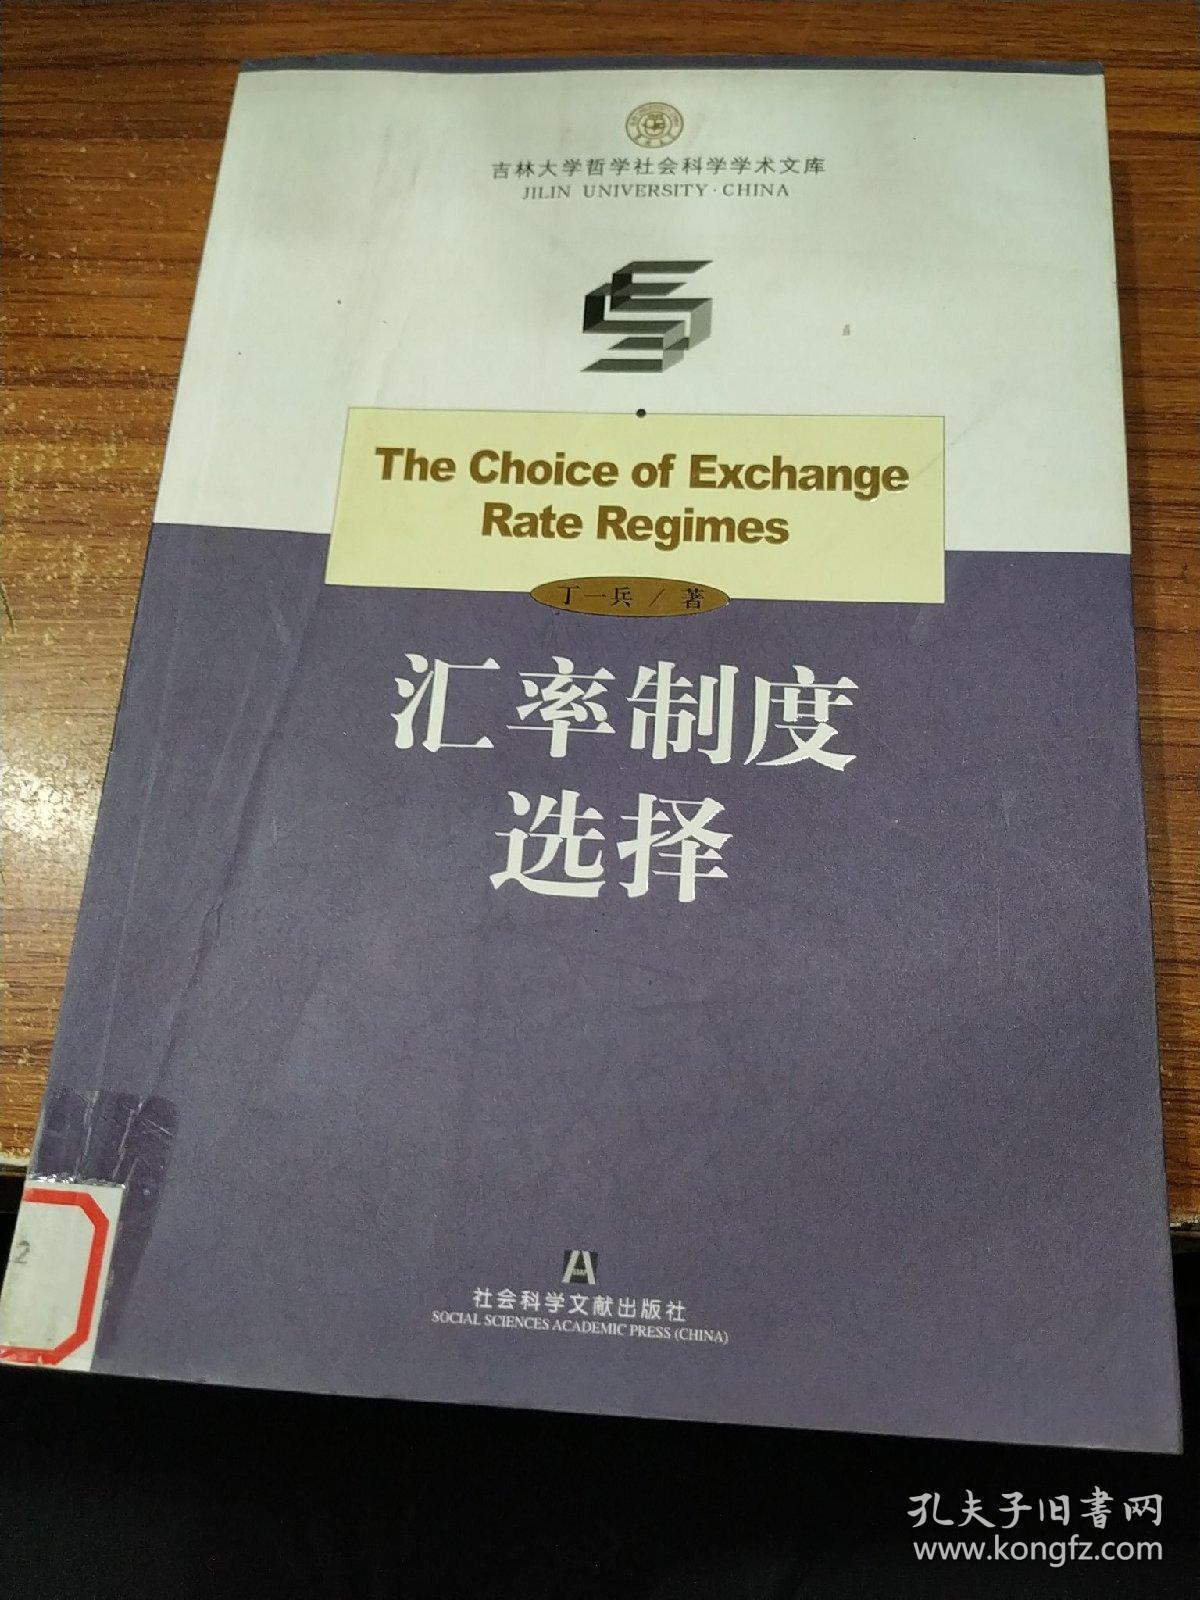 吉林大学哲学社会科学学术文库
JILIN UNIVERSITY·CHINA
The Choice of Exchange
Rate Regimes
丁一兵／著
汇率制度
选择
2
社会科学文献出版社
SOCIAL SCIENCES ACADEMIC PRESS (CHINA)
孔夫子旧书网
www.kongfz.com